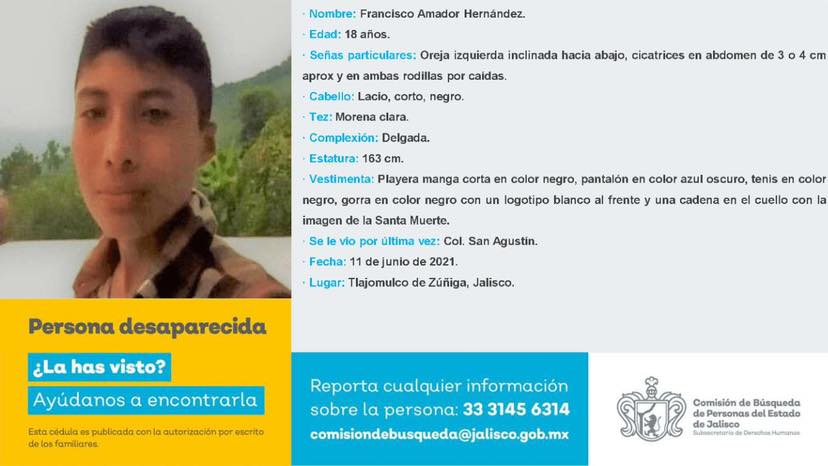 · Nombre: Francisco Amador Hernández.
· Edad: 18 años.
· Señas particulares: Oreja izquierda inclinada hacia abajo, cicatrices en abdomen de 3 o 4 cm
aprox y en ambas rodillas por caídas.
· Cabello: Lacio, corto, negro.
· Tez: Morena clara.
· Complexión: Delgada.
· Estatura: 163 cm.
· Vestimenta: Playera manga corta en color negro, pantalón en color azul oscuro, tenis en color
negro, gorra en color negro con un logotipo blanco al frente y una cadena en el cuello con la
imagen de la Santa Muerte.
· Se le vio por última vez: Col. San Agustín.
· Fecha: 11 de junio de 2021.
· Lugar: Tlajomulco de Zúñiga, Jalisco.
Persona desaparecida
¿La has visto?
Ayúdanos a encontrarla
Esta cédula es publicada con la autorización por escrito
de los familiares.
Reporta cualquier información
sobre la persona: 33 3145 6314
comisiondebusqueda@jalisco.gob.mx
Comisión de Búsqueda
de Personas del Estado
de Jalisco
Subsecretaría de Derechos Humanos